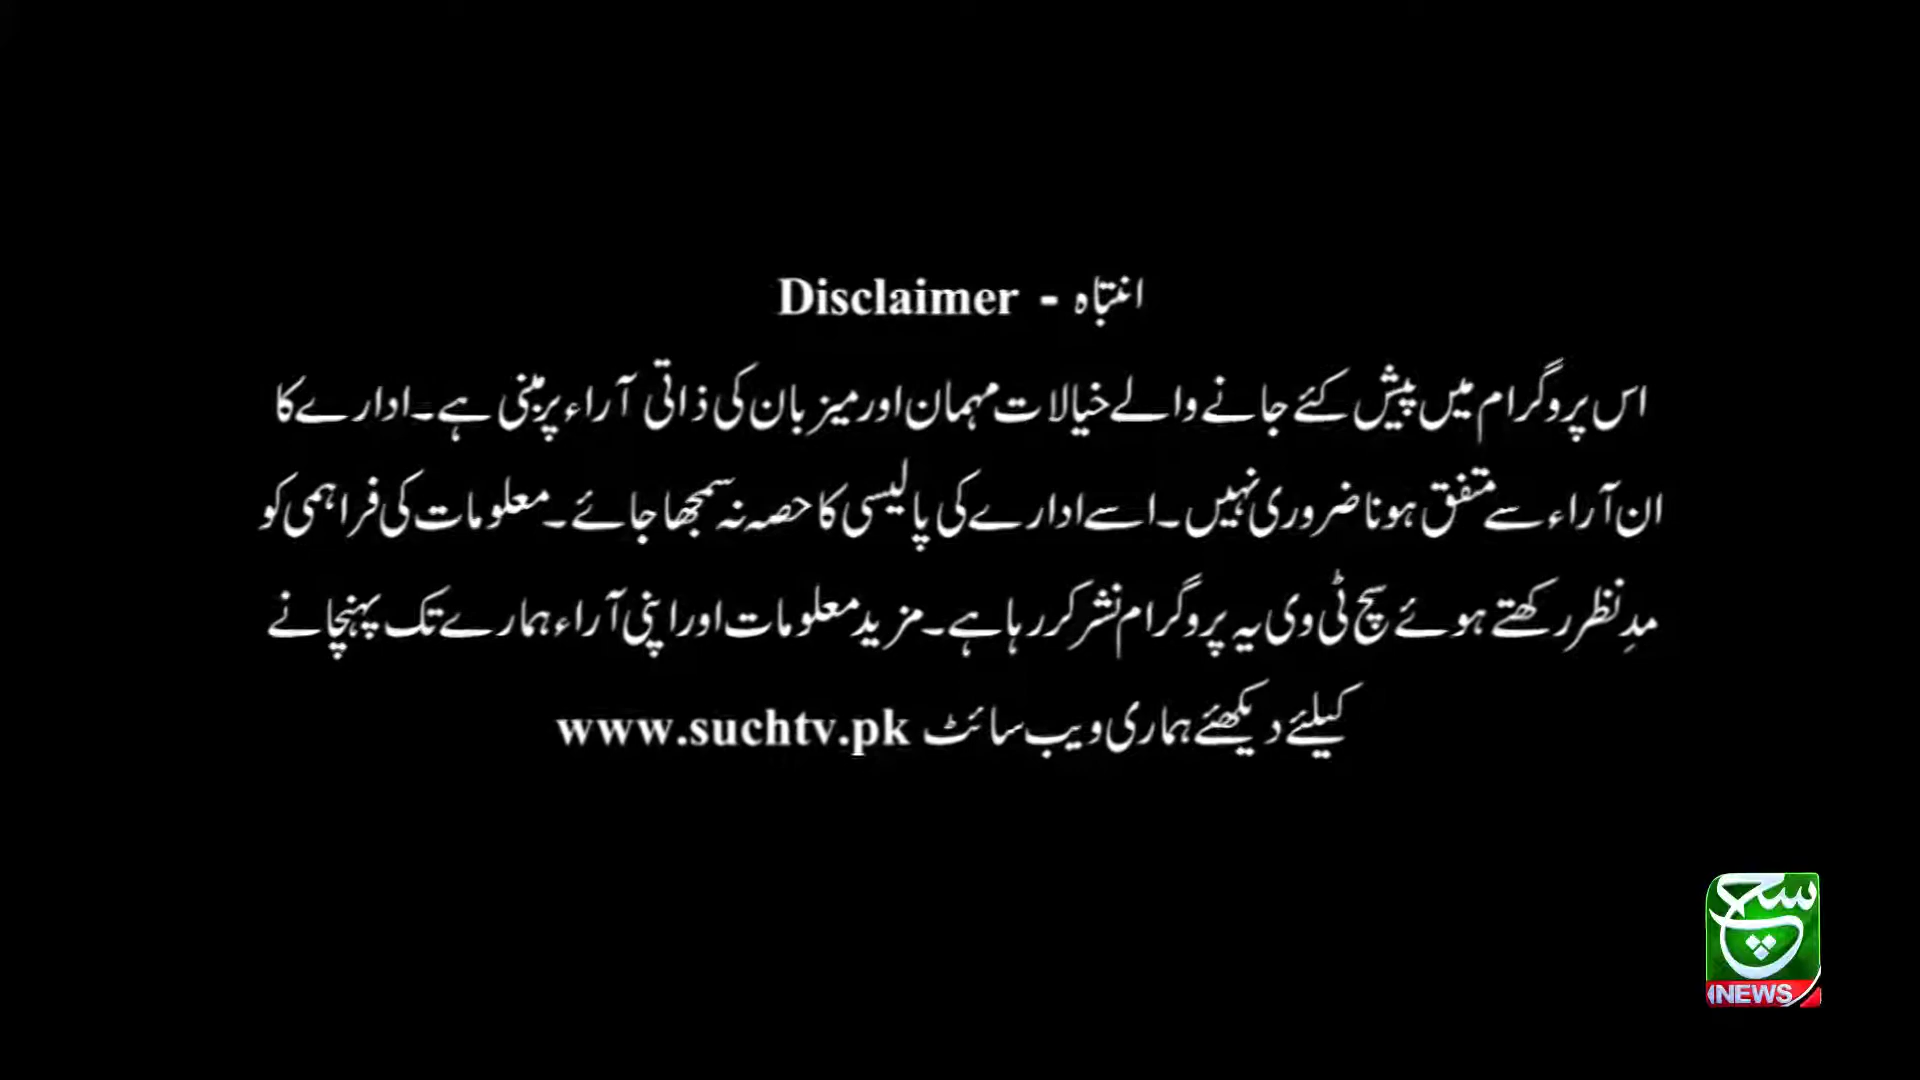 انتباہ - Disclaimer
اس پروگرام میں پیش کئے جانے والے خیالات مہمان اور میزبان کی ذاتی آراء پر مبنی ہے۔ ادارے کا
ان آراء سے متفق ہونا ضروری نہیں۔ اسے ادارے کی پالیسی کا حصہ نہ سمجھا جائے۔ معلومات کی فراہمی کو
مدِنظر رکھتے ہوئے سچ ٹی وی یہ پروگرام نشر کر رہا ہے۔ مزید معلومات اور اپنی آراء ہمارے تک پہنچانے
کیلئے دیکھئے ہماری ویب سائٹ www.suchtv.pk
سچ
NEWS